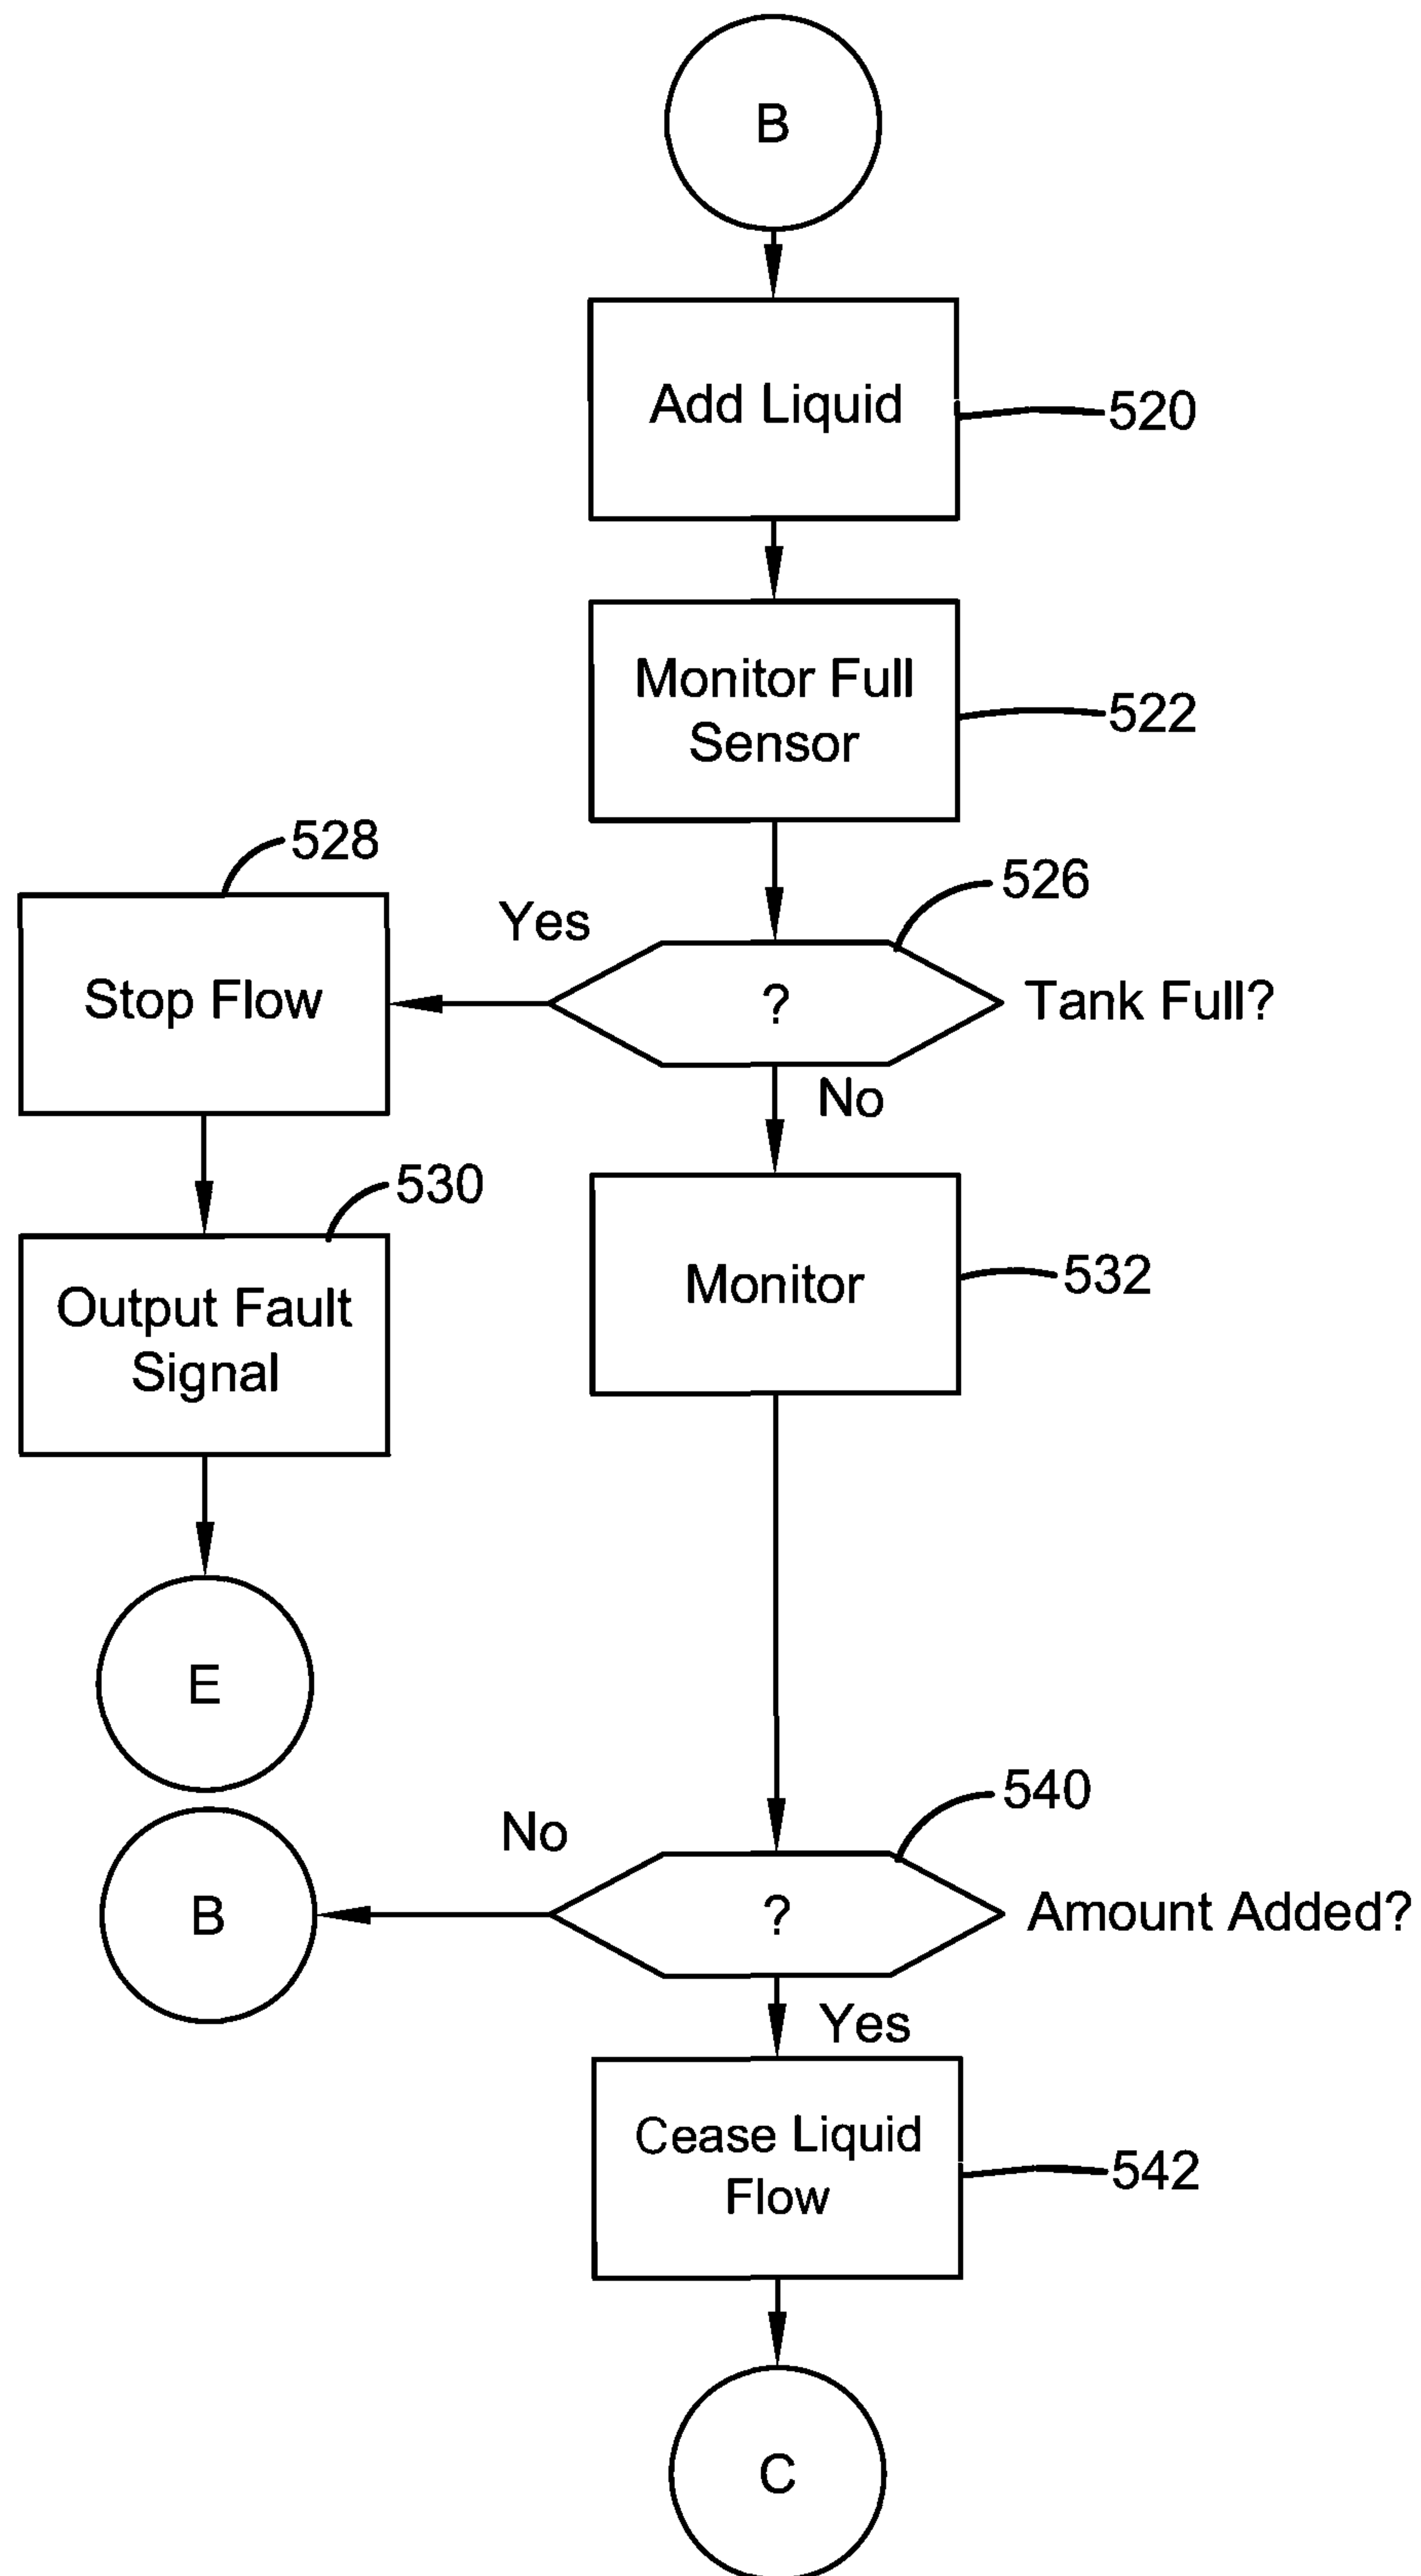 B
Add Liquid
520
Monitor Full
Sensor
522
528
526
Yes
Stop Flow
?
Tank Full?
No
530
Output Fault
Signal
Monitor
532
E
540
No
B
?
Amount Added?
Yes
Cease Liquid
Flow
542
C